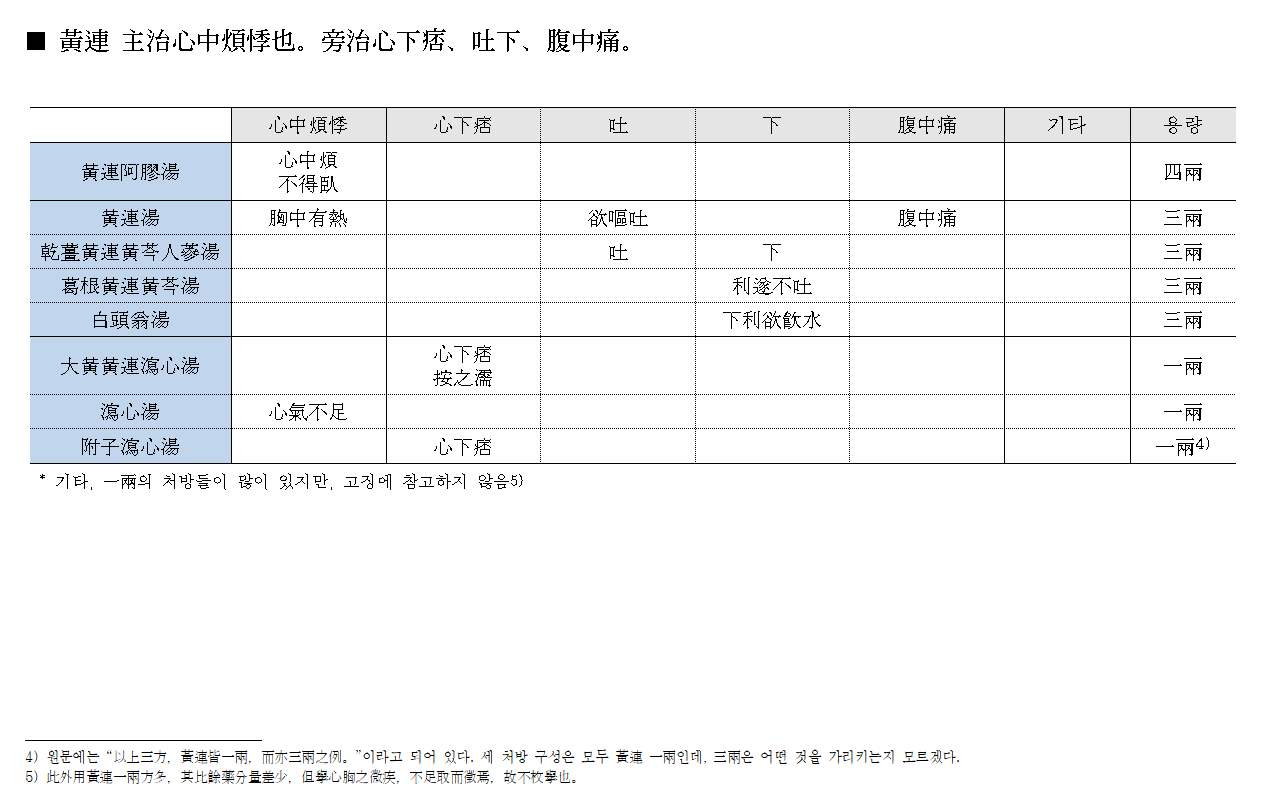 ■ 黃連 主治心中煩悸也。旁治心下痞、吐下、腹中痛。
心中煩悸 心下痞 吐 下 腹中痛 기타 용량
黃連阿膠湯 心中煩 不得臥 四兩
黃連湯 胸中有熱 欲嘔吐 腹中痛 三兩
乾薑黃連黃芩人蔘湯 吐 下 三兩
葛根黃連黃芩湯 利遂不吐 三兩
白頭翁湯 下利欲飮水 三兩
大黃黃連瀉心湯 心下痞 按之濡 一兩
瀉心湯 心氣不足 一兩
附子瀉心湯 心下痞 一兩4)
* 기타, 一兩의 처방들이 많이 있지만, 고징에 참고하지 않음5)
4) 원문에는 “以上三方, 黃連皆一兩, 而亦三兩之例。”이라고 되어 있다. 세 처방 구성은 모두 黃連 一兩인데, 三兩은 어떤 것을 가리키는지 모르겠다.
5) 此外用黃連一兩方多, 其比餘藥分量差少, 但擧心胸之微疾, 不足取而徵焉, 故不枚擧也。